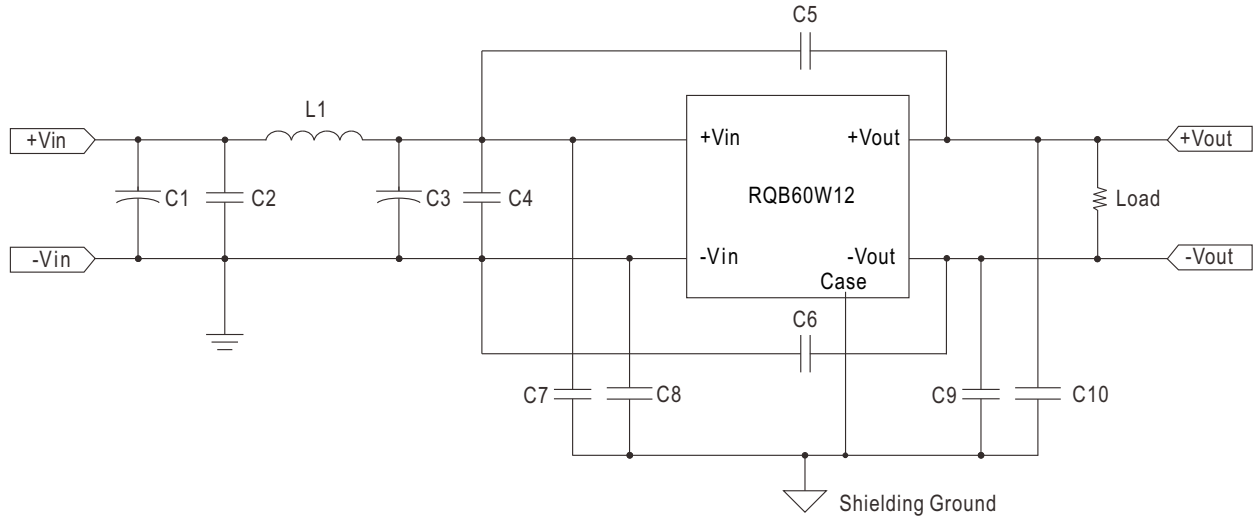 C5
L1
+Vin
+Vin
+Vout
+Vout
C1
C2
C3
C4
RQB60W12
Load
-Vin
-Vin
-Vout
-Vout
Case
C6
C7
C8
C9
C10
Shielding Ground